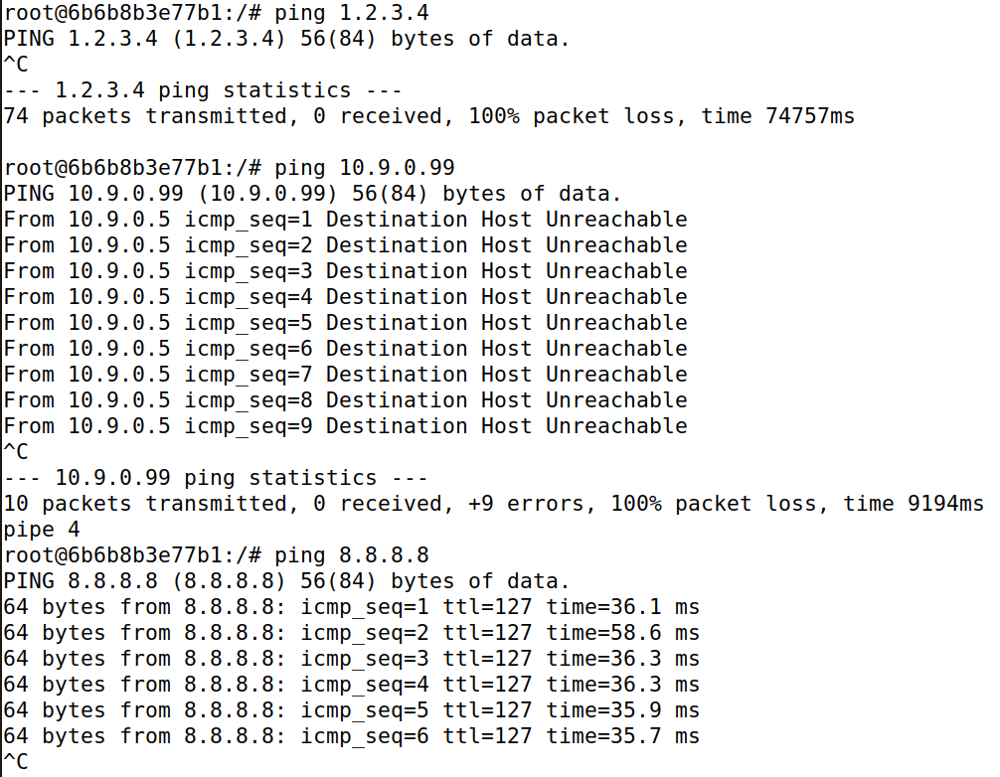 root@6b6b8b3e77b1:/# ping 1.2.3.4
PING 1.2.3.4 (1.2.3.4) 56(84) bytes of data.
^C
--- 1.2.3.4 ping statistics ---
74 packets transmitted, 0 received, 100% packet loss, time 74757ms

root@6b6b8b3e77b1:/# ping 10.9.0.99
PING 10.9.0.99 (10.9.0.99) 56(84) bytes of data.
From 10.9.0.5 icmp_seq=1 Destination Host Unreachable
From 10.9.0.5 icmp_seq=2 Destination Host Unreachable
From 10.9.0.5 icmp_seq=3 Destination Host Unreachable
From 10.9.0.5 icmp_seq=4 Destination Host Unreachable
From 10.9.0.5 icmp_seq=5 Destination Host Unreachable
From 10.9.0.5 icmp_seq=6 Destination Host Unreachable
From 10.9.0.5 icmp_seq=7 Destination Host Unreachable
From 10.9.0.5 icmp_seq=8 Destination Host Unreachable
From 10.9.0.5 icmp_seq=9 Destination Host Unreachable
^C
--- 10.9.0.99 ping statistics ---
10 packets transmitted, 0 received, +9 errors, 100% packet loss, time 9194ms
pipe 4
root@6b6b8b3e77b1:/# ping 8.8.8.8
PING 8.8.8.8 (8.8.8.8) 56(84) bytes of data.
64 bytes from 8.8.8.8: icmp_seq=1 ttl=127 time=36.1 ms
64 bytes from 8.8.8.8: icmp_seq=2 ttl=127 time=58.6 ms
64 bytes from 8.8.8.8: icmp_seq=3 ttl=127 time=36.3 ms
64 bytes from 8.8.8.8: icmp_seq=4 ttl=127 time=36.3 ms
64 bytes from 8.8.8.8: icmp_seq=5 ttl=127 time=35.9 ms
64 bytes from 8.8.8.8: icmp_seq=6 ttl=127 time=35.7 ms
^C